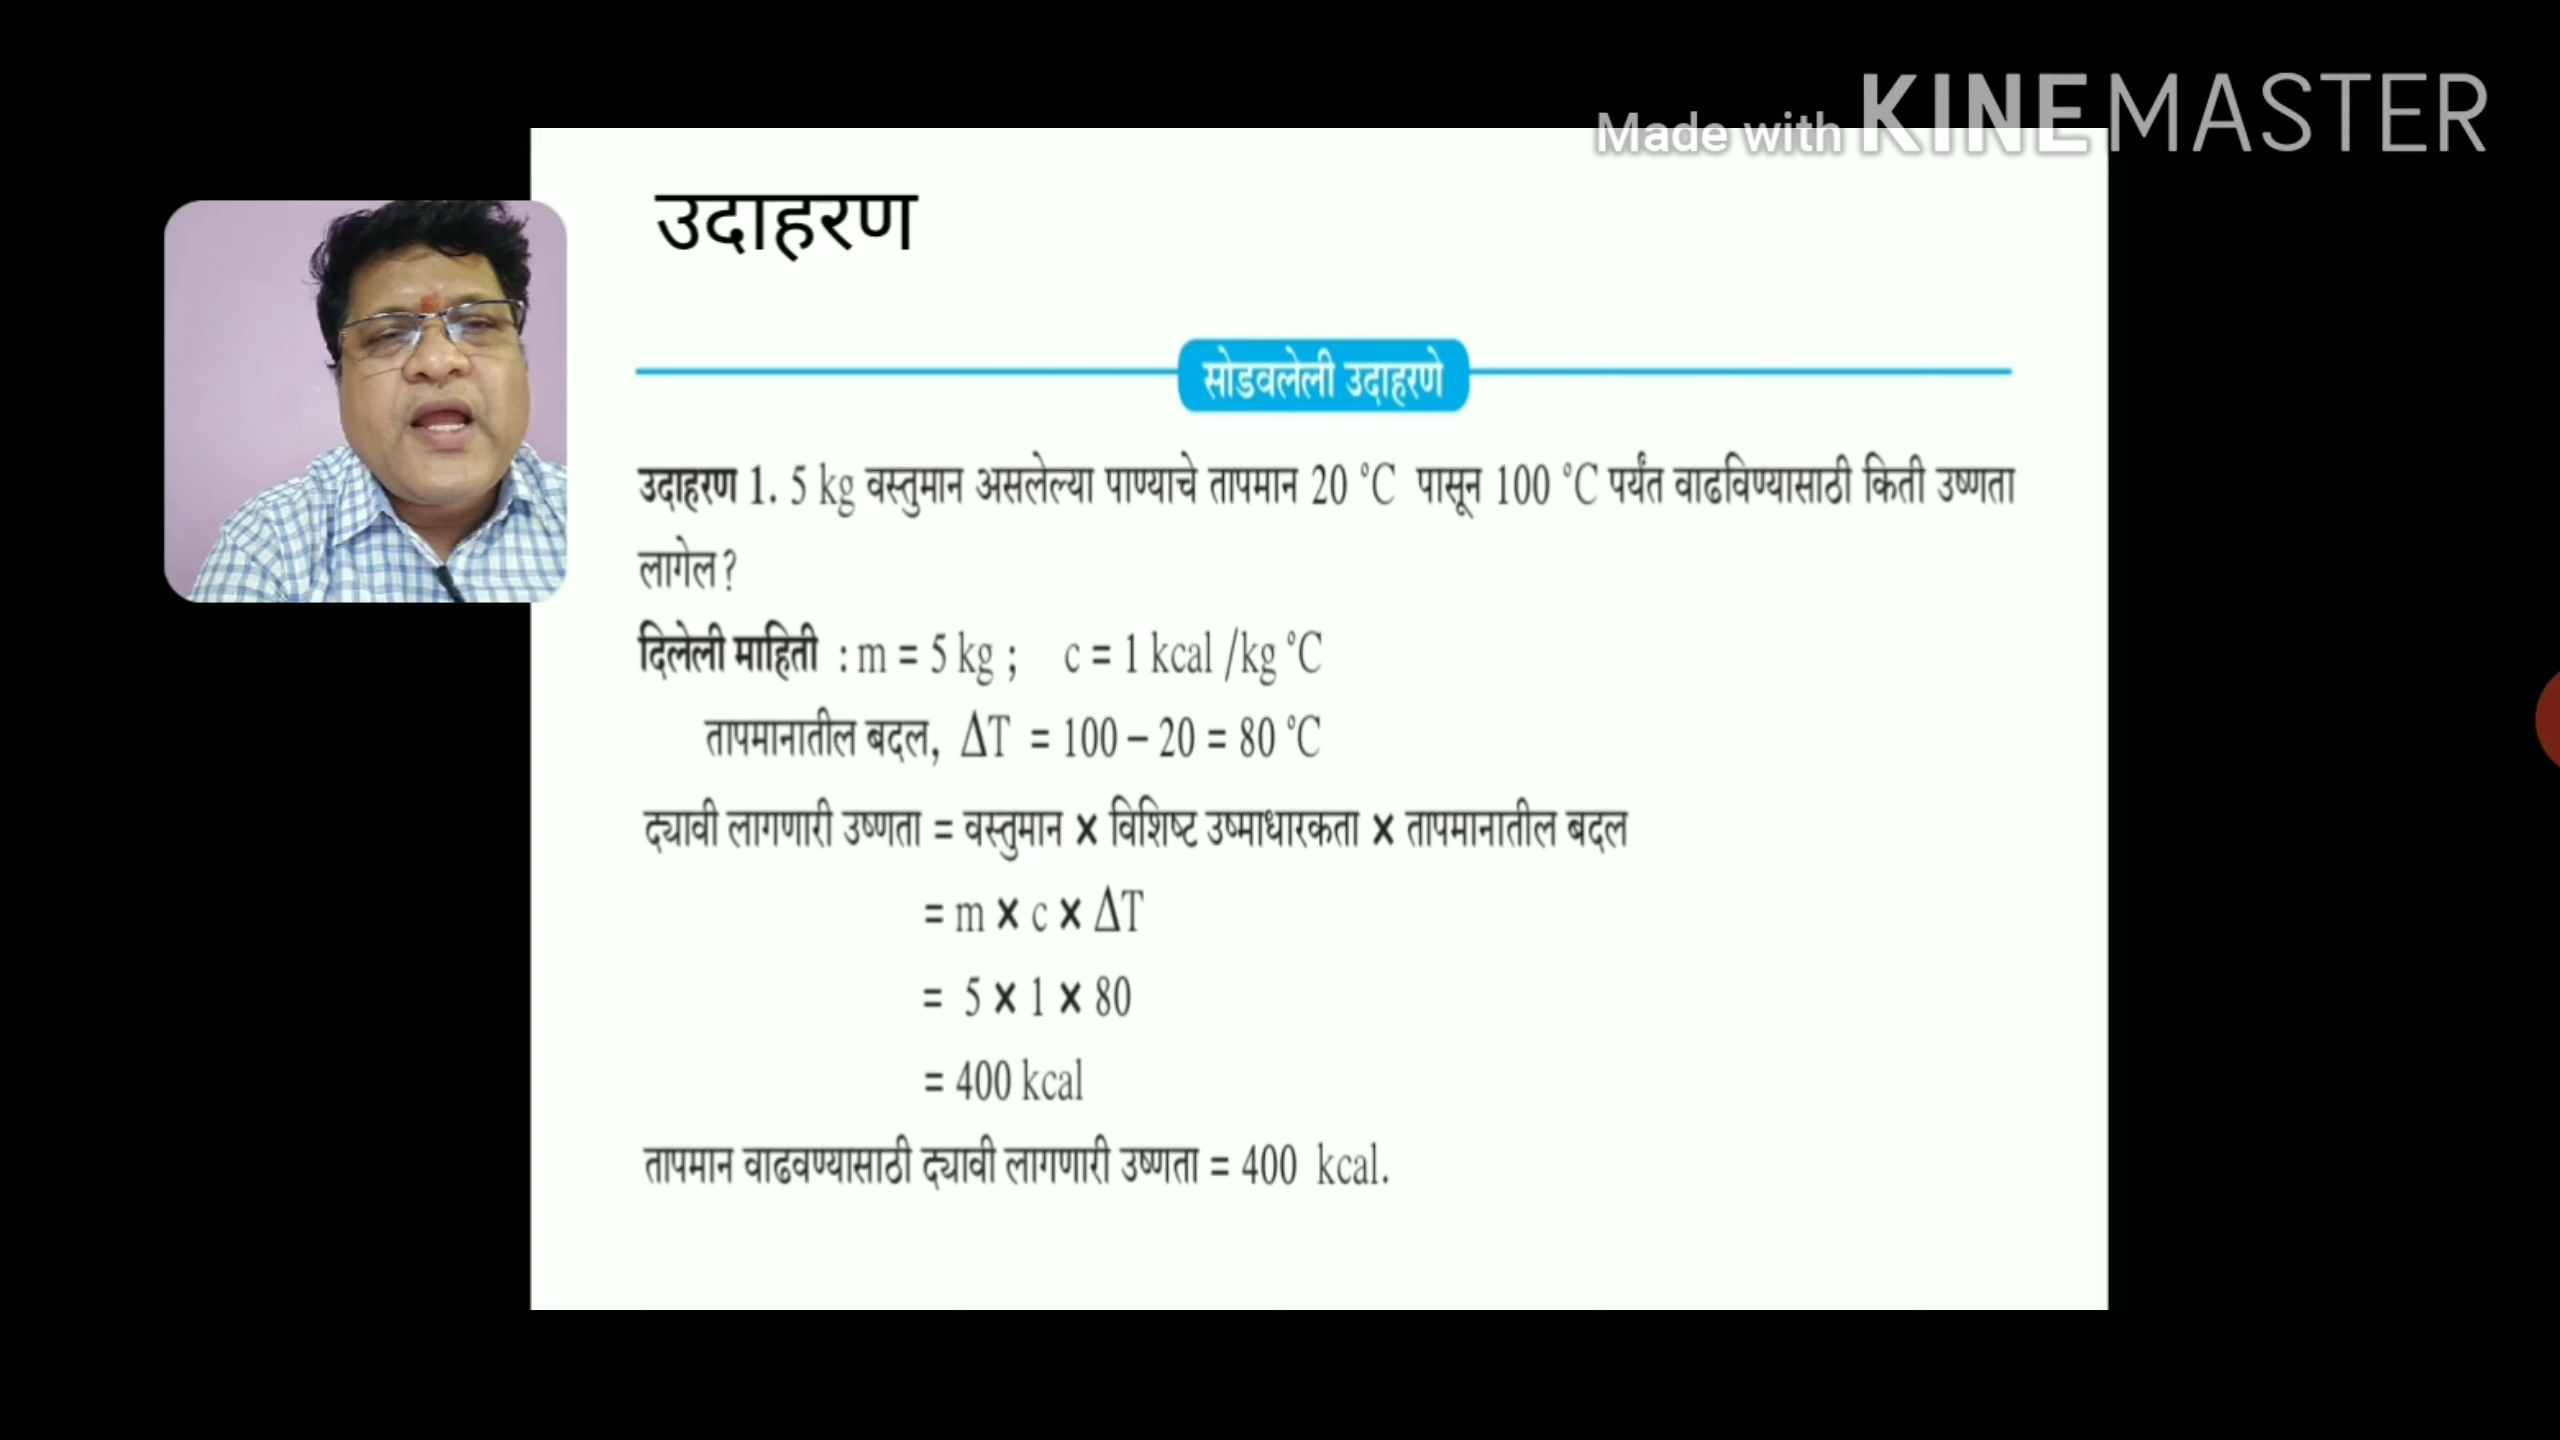 Made with KINEMASTER
उदाहरण
सोडवलेली उदाहरणे
उदाहरण 1. 5 kg वस्तुमान असलेल्या पाण्याचे तापमान 20 °C पासून 100 °C पर्यंत वाढविण्यासाठी किती उष्णता
लागेल ?
दिलेली माहिती : m = 5 kg ; c = 1 kcal /kg °C
तापमानातील बदल, ΔT = 100 – 20 = 80 °C
द्यावी लागणारी उष्णता = वस्तुमान × विशिष्ट उष्माधारकता × तापमानातील बदल
= m × c × ΔT
= 5 × 1 × 80
= 400 kcal
तापमान वाढवण्यासाठी द्यावी लागणारी उष्णता = 400 kcal.